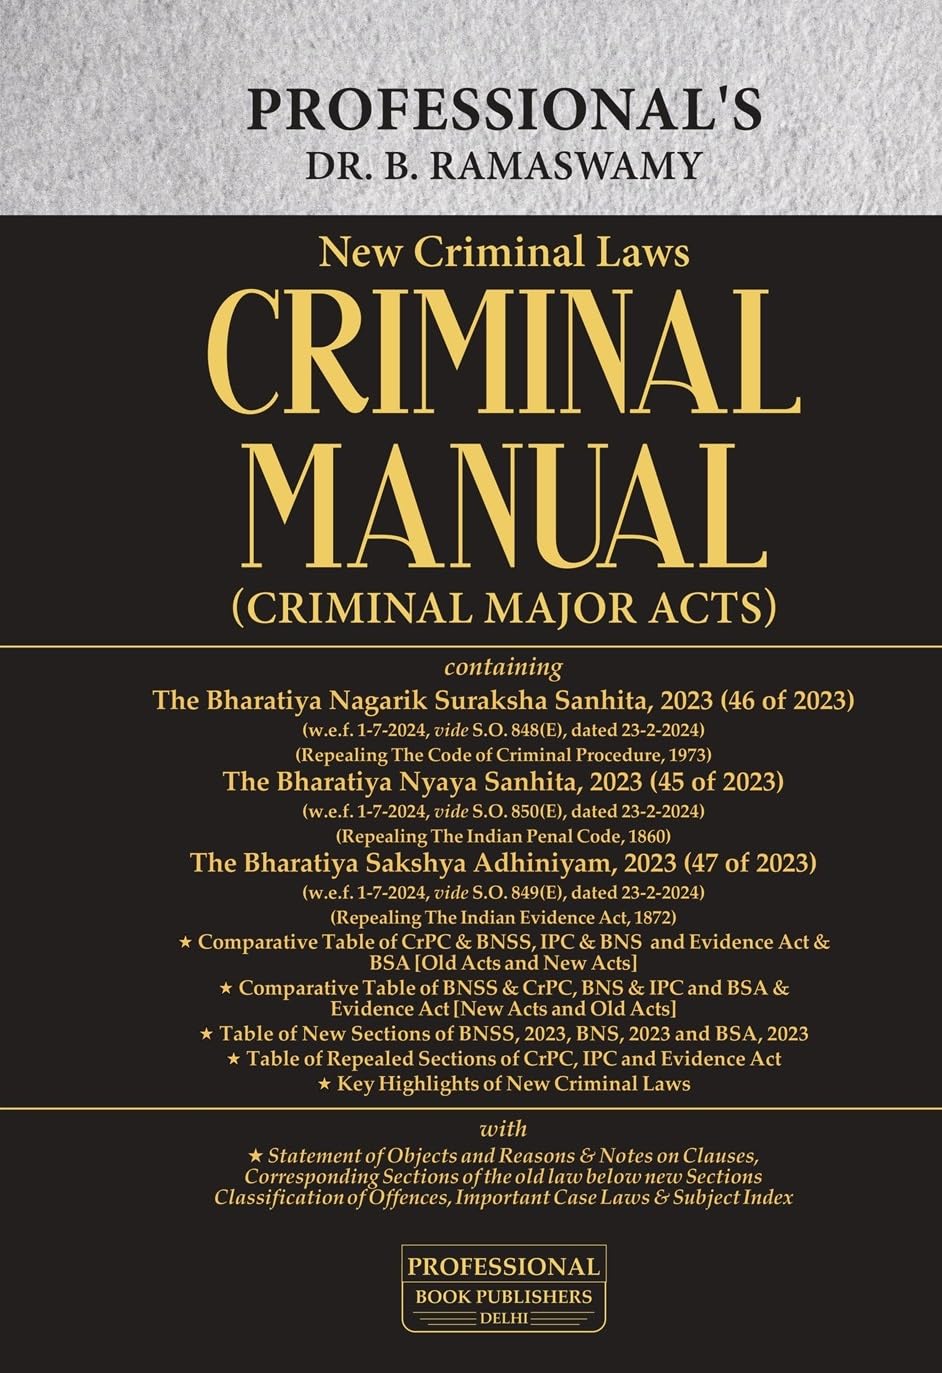 PROFESSIONAL'S
DR. B. RAMASWAMY
New Criminal Laws
CRIMINAL
MANUAL
(CRIMINAL MAJOR ACTS)
containing
The Bharatiya Nagarik Suraksha Sanhita, 2023 (46 of 2023)
(w.e.f. 1-7-2024, vide S.O. 848(E), dated 23-2-2024)
(Repealing The Code of Criminal Procedure, 1973)
The Bharatiya Nyaya Sanhita, 2023 (45 of 2023)
(w.e.f. 1-7-2024, vide S.O. 850(E), dated 23-2-2024)
(Repealing The Indian Penal Code, 1860)
The Bharatiya Sakshya Adhiniyam, 2023 (47 of 2023)
(w.e.f. 1-7-2024, vide S.O. 849(E), dated 23-2-2024)
(Repealing The Indian Evidence Act, 1872)
★ Comparative Table of CrPC & BNSS, IPC & BNS and Evidence Act &
BSA [Old Acts and New Acts]
★ Comparative Table of BNSS & CrPC, BNS & IPC and BSA &
Evidence Act [New Acts and Old Acts]
★ Table of New Sections of BNSS, 2023, BNS, 2023 and BSA, 2023
★ Table of Repealed Sections of CrPC, IPC and Evidence Act
★ Key Highlights of New Criminal Laws
with
★ Statement of Objects and Reasons & Notes on Clauses,
Corresponding Sections of the old law below new Sections
Classification of Offences, Important Case Laws & Subject Index
PROFESSIONAL
BOOK PUBLISHERS
DELHI